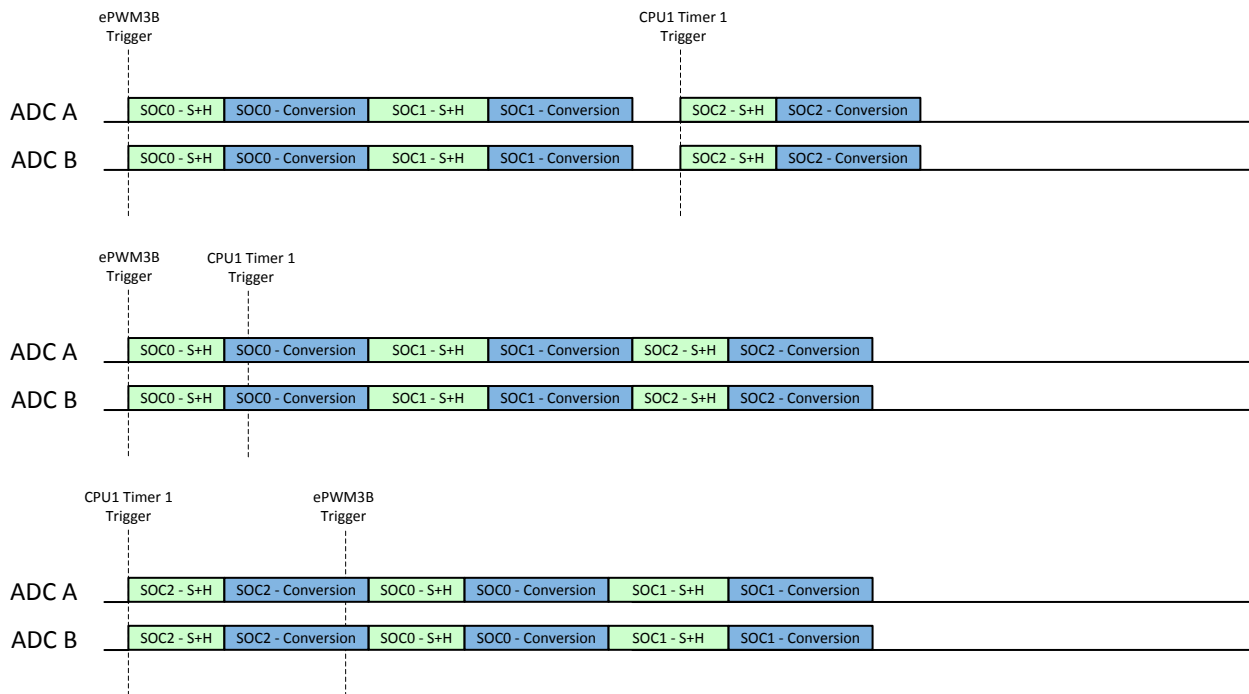 ePWM3B
Trigger
CPU1 Timer 1
Trigger
ADC A
SOC0 - S+H
SOC0 - Conversion
SOC1 - S+H
SOC1 - Conversion
SOC2 - S+H
SOC2 - Conversion
ADC B
SOC0 - S+H
SOC0 - Conversion
SOC1 - S+H
SOC1 - Conversion
SOC2 - S+H
SOC2 - Conversion
ePWM3B
Trigger
CPU1 Timer 1
Trigger
ADC A
SOC0 - S+H
SOC0 - Conversion
SOC1 - S+H
SOC1 - Conversion
SOC2 - S+H
SOC2 - Conversion
ADC B
SOC0 - S+H
SOC0 - Conversion
SOC1 - S+H
SOC1 - Conversion
SOC2 - S+H
SOC2 - Conversion
CPU1 Timer 1
Trigger
ePWM3B
Trigger
ADC A
SOC2 - S+H
SOC2 - Conversion
SOC0 - S+H
SOC0 - Conversion
SOC1 - S+H
SOC1 - Conversion
ADC B
SOC2 - S+H
SOC2 - Conversion
SOC0 - S+H
SOC0 - Conversion
SOC1 - S+H
SOC1 - Conversion